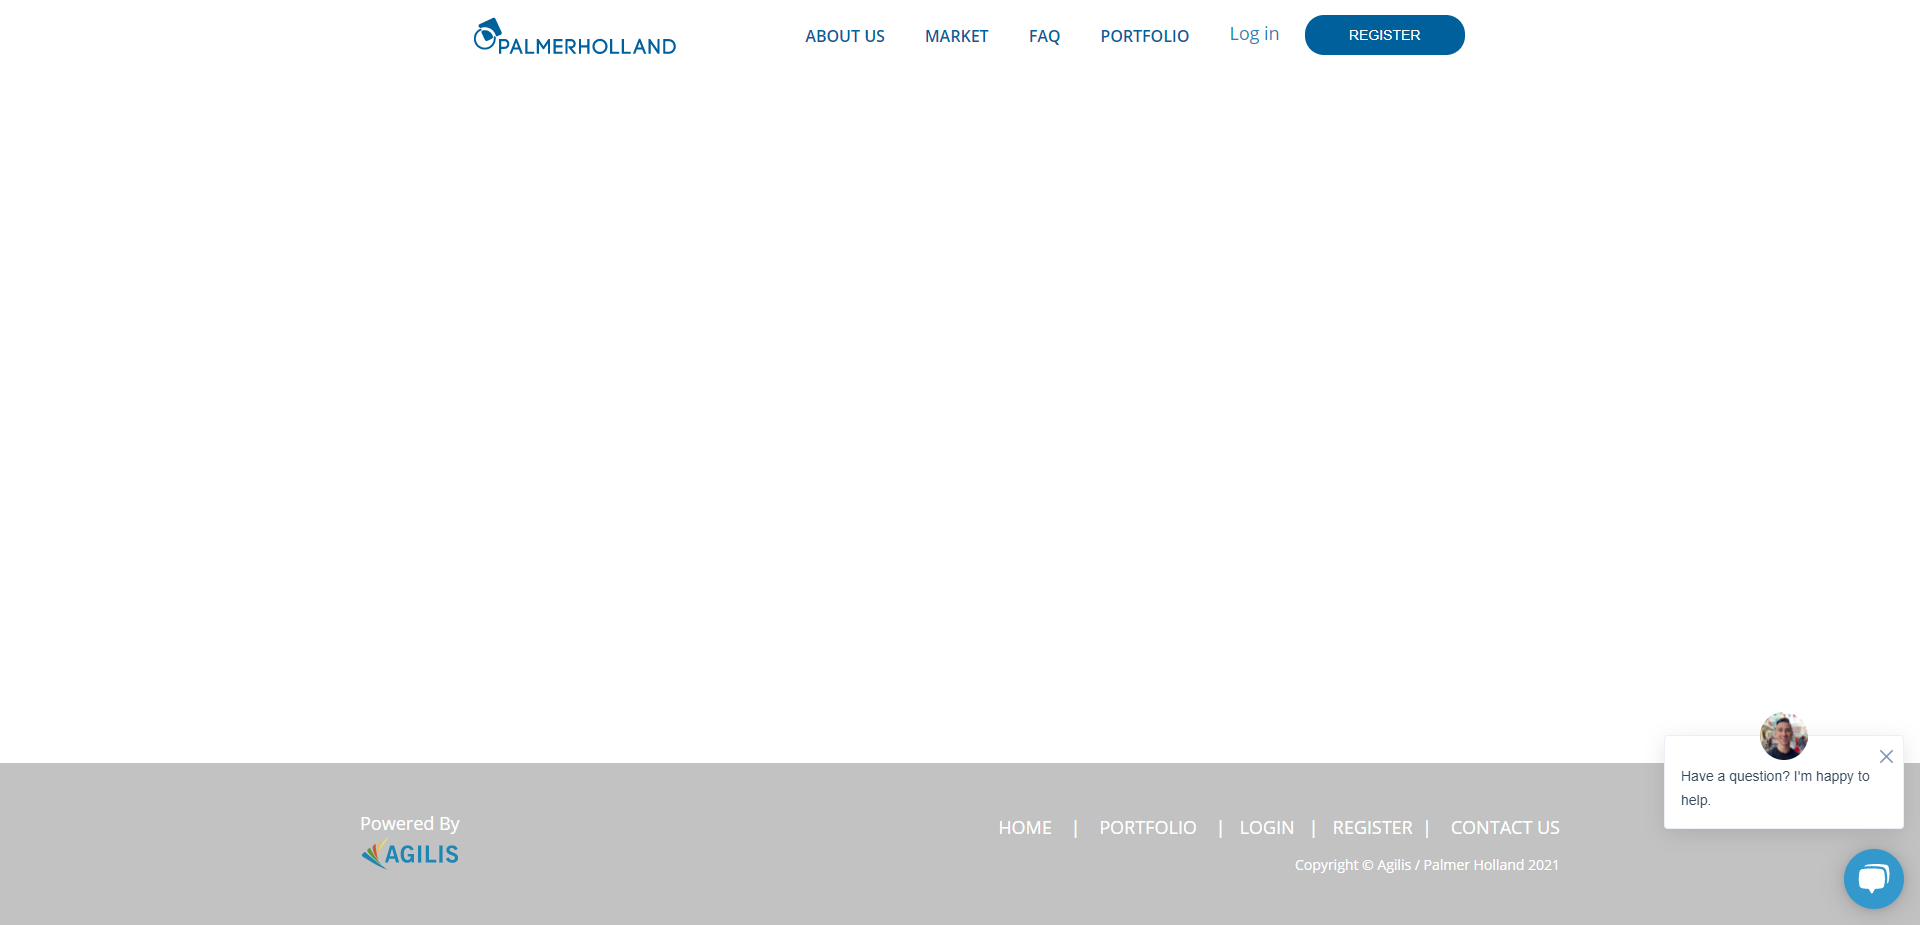 PALMERHOLLAND
ABOUT US
MARKET
FAQ
PORTFOLIO
Log in
REGISTER
Have a question? I'm happy to
help.
Powered By
AGILIS
HOME | PORTFOLIO | LOGIN | REGISTER | CONTACT US
Copyright © Agilis / Palmer Holland 2021